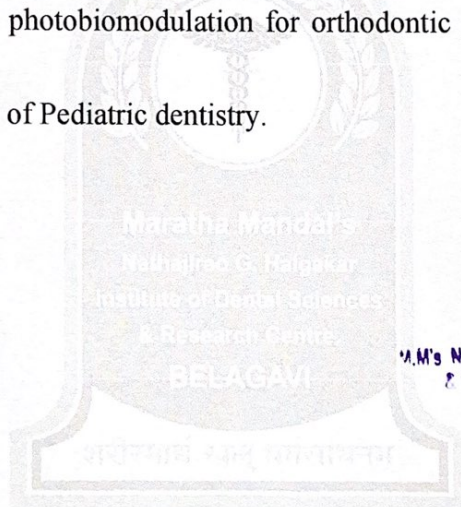 photobiomodulation for orthodontic
of Pediatric dentistry.
Maratha Mandal's
Nathajirao G. Halgekar
Institute of Dental Sciences
& Research Centre
BELAGAVI
M.M's N
&